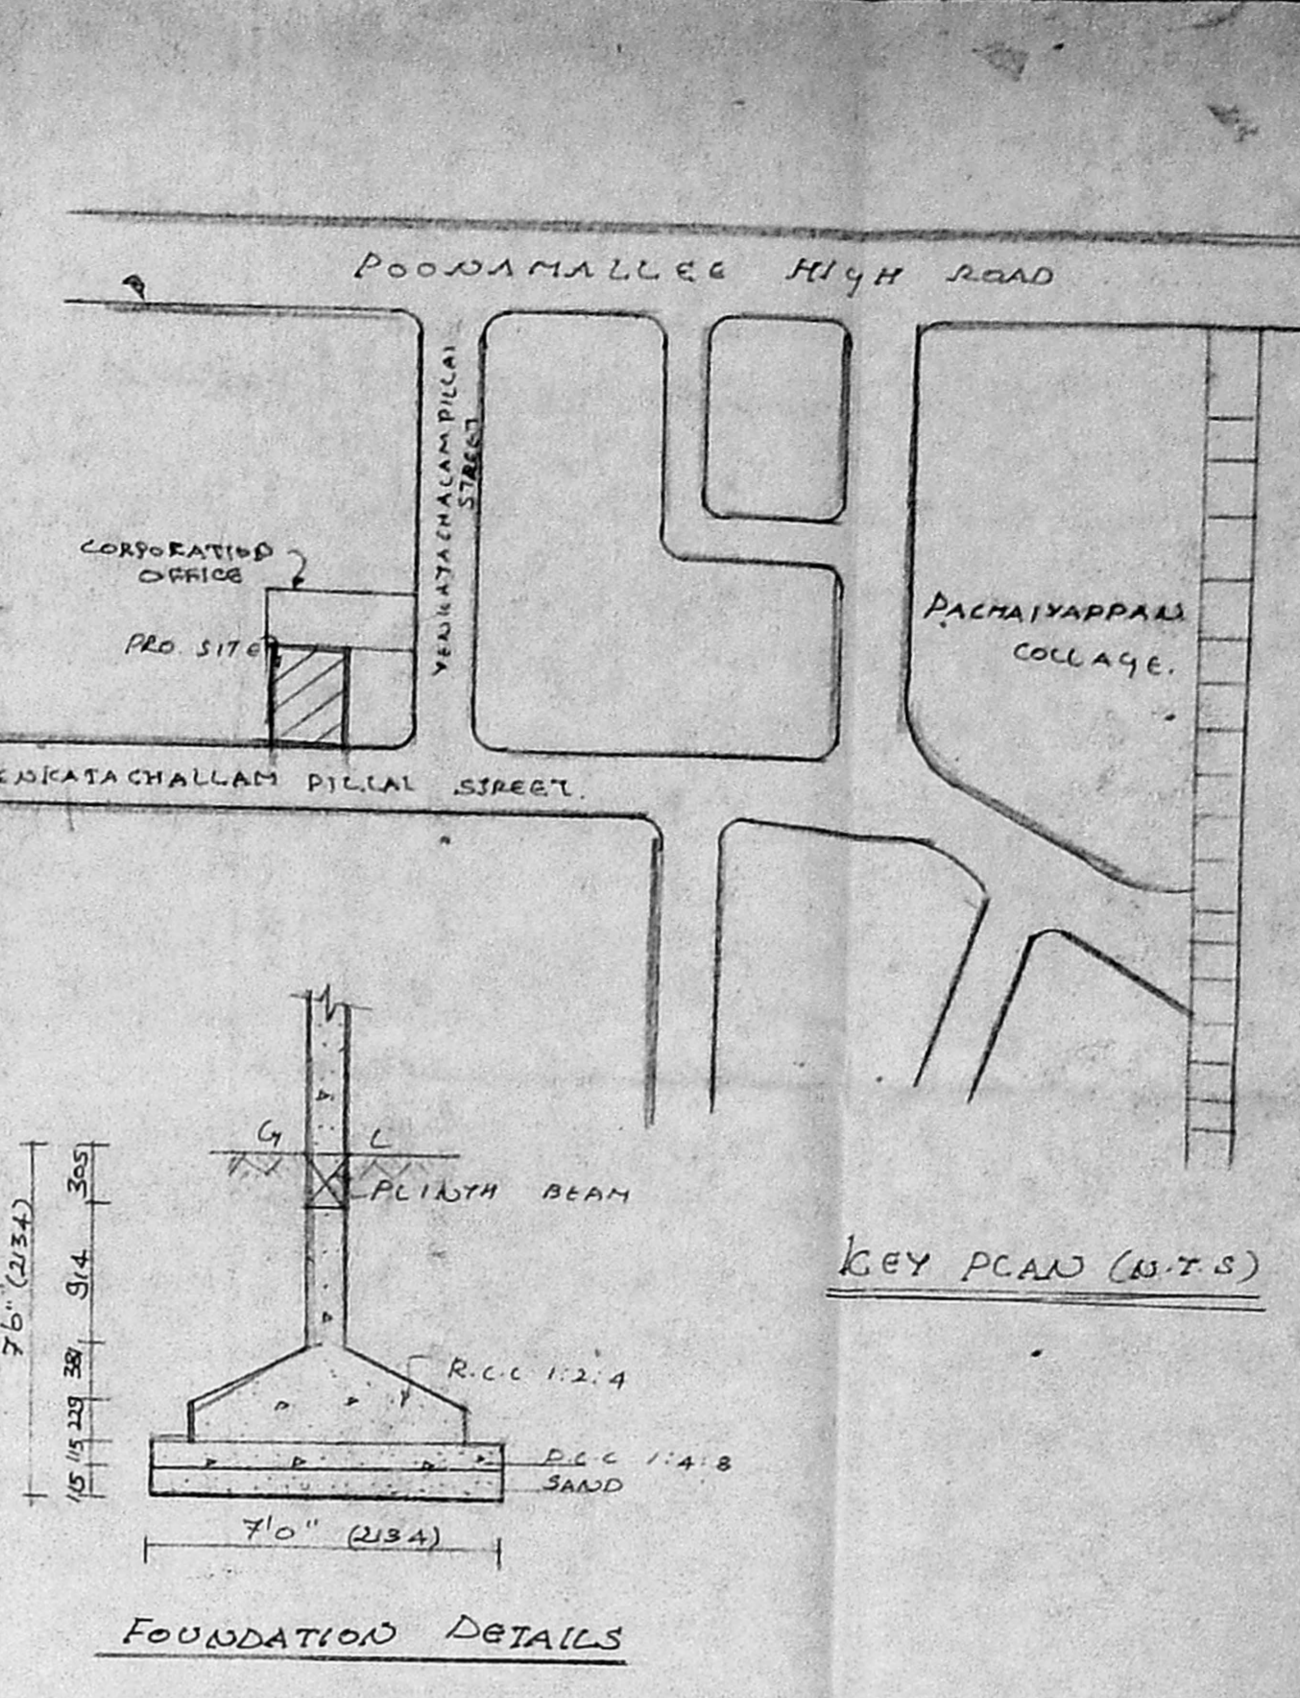 POONAMALLEE HIGH ROAD
VENKATACHALAM PILLAI
STREET
CORPORATION
OFFICE
PRO. SITE
PACHAIYAPPAN
COLLAGE.
ENKATACHALLAM PILLAI STREET.
G L
PLINTH BEAM
305
914
381
229
115
115
7'6" (2134)
KEY PLAN (N.T.S)
R.C.C 1:2:4
P.C.C 1:4:8
SAND
7'0" (2134)
FOUNDATION DETAILS